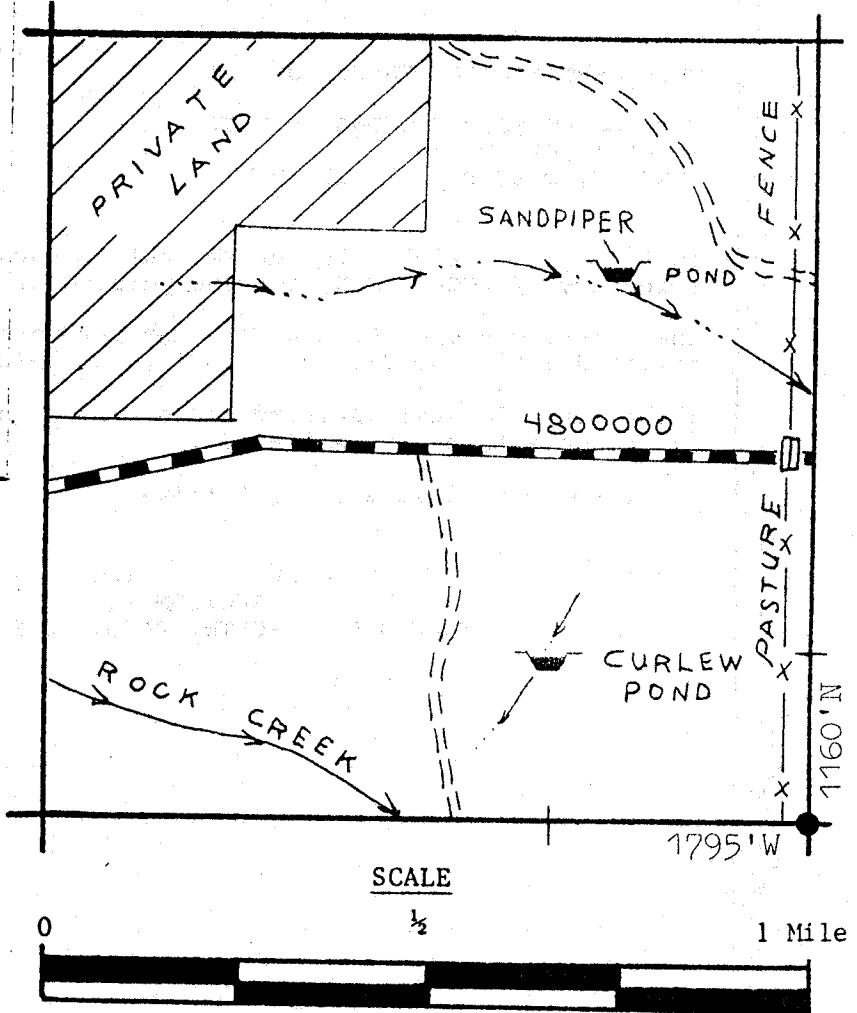 PRIVATE
LAND
FENCE
SANDPIPER
POND
4800000
PASTURE
CURLEW
POND
ROCK
CREEK
1160'N
1795'W
SCALE
0 ½ 1 Mile